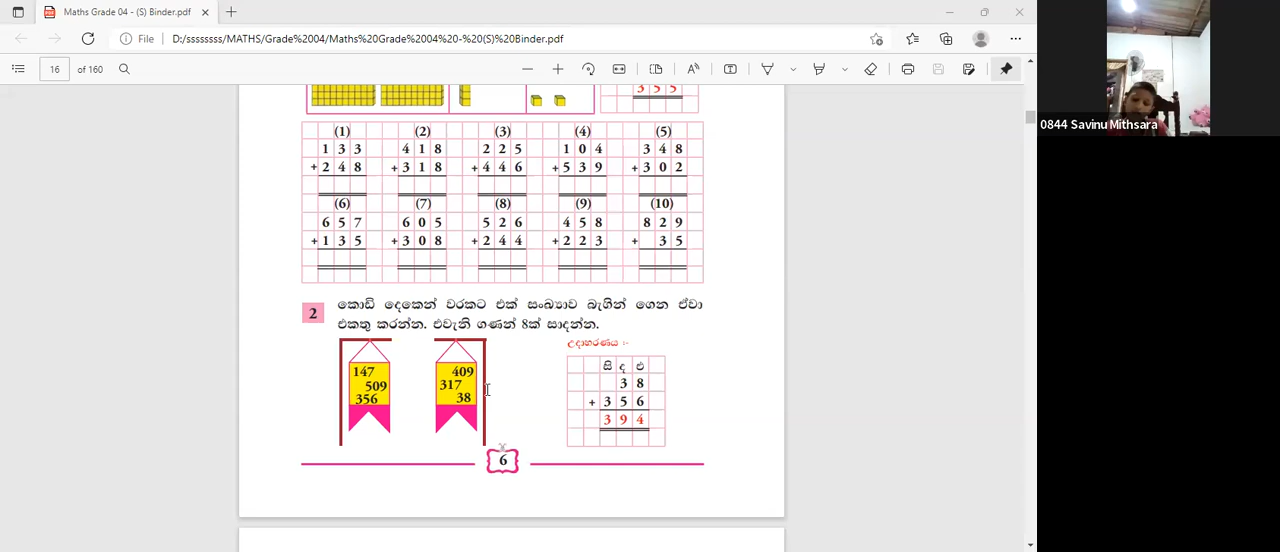 Maths Grade 04 - (S) Binder.pdf
File D:/ssssssss/MATHS/Grade%2004/Maths%20Grade%2004%20-%20(S)%20Binder.pdf
16 of 160
3 5 5
(1) (2) (3) (4) (5)
1 3 3 4 1 8 2 2 5 1 0 4 3 4 8
+ 2 4 8 + 3 1 8 + 4 4 6 + 5 3 9 + 3 0 2
(6) (7) (8) (9) (10)
6 5 7 6 0 5 5 2 6 4 5 8 8 2 9
+ 1 3 5 + 3 0 8 + 2 4 4 + 2 2 3 + 3 5
2 කොඩි දෙකෙන් වරකට එක් සංඛ්‍යාව බැගින් ගෙන ඒවා
එකතු කරන්න. එවැනි ගණන් 8ක් සාදන්න.
උදාහරණය :-
147
509
356
409
317
38
සි ද එ
3 8
+ 3 5 6
3 9 4
6
0844 Savinu Mithsara